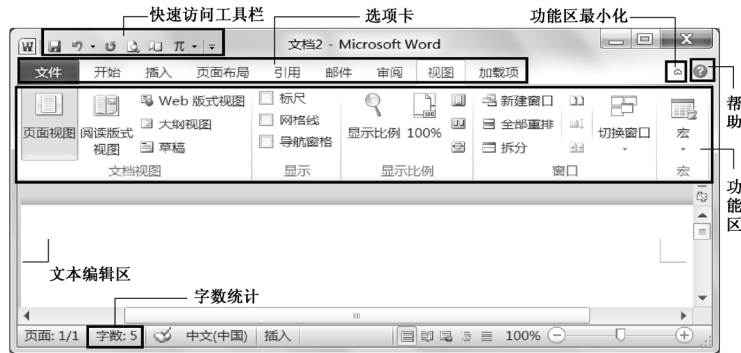 快速访问工具栏
选项卡
功能区最小化
文档2 - Microsoft Word
文件 开始 插入 页面布局 引用 邮件 审阅 视图 加载项
帮助
页面视图
阅读版式视图
Web 版式视图
大纲视图
草稿
文档视图
标尺
网格线
导航窗格
显示
显示比例
100%
显示比例
新建窗口
全部重排
拆分
切换窗口
窗口
宏
宏
功能区
文本编辑区
字数统计
页面: 1/1 字数: 5 中文(中国) 插入 100%